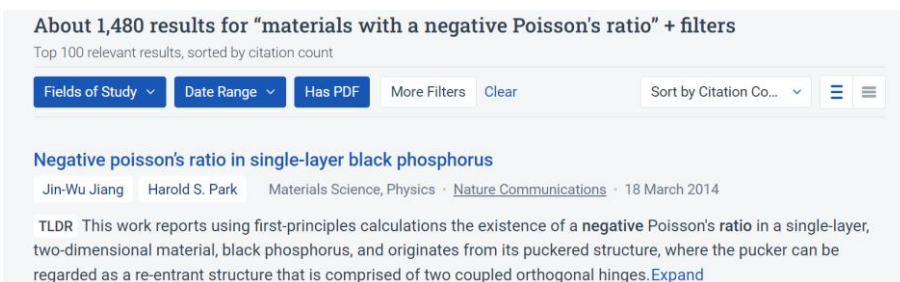 About 1,480 results for “materials with a negative Poisson's ratio” + filters
Top 100 relevant results, sorted by citation count
Fields of Study Date Range Has PDF More Filters Clear Sort by Citation Co...
Negative poisson's ratio in single-layer black phosphorus
Jin-Wu Jiang Harold S. Park Materials Science, Physics · Nature Communications · 18 March 2014
TLDR This work reports using first-principles calculations the existence of a negative Poisson's ratio in a single-layer,
two-dimensional material, black phosphorus, and originates from its puckered structure, where the pucker can be
regarded as a re-entrant structure that is comprised of two coupled orthogonal hinges.Expand